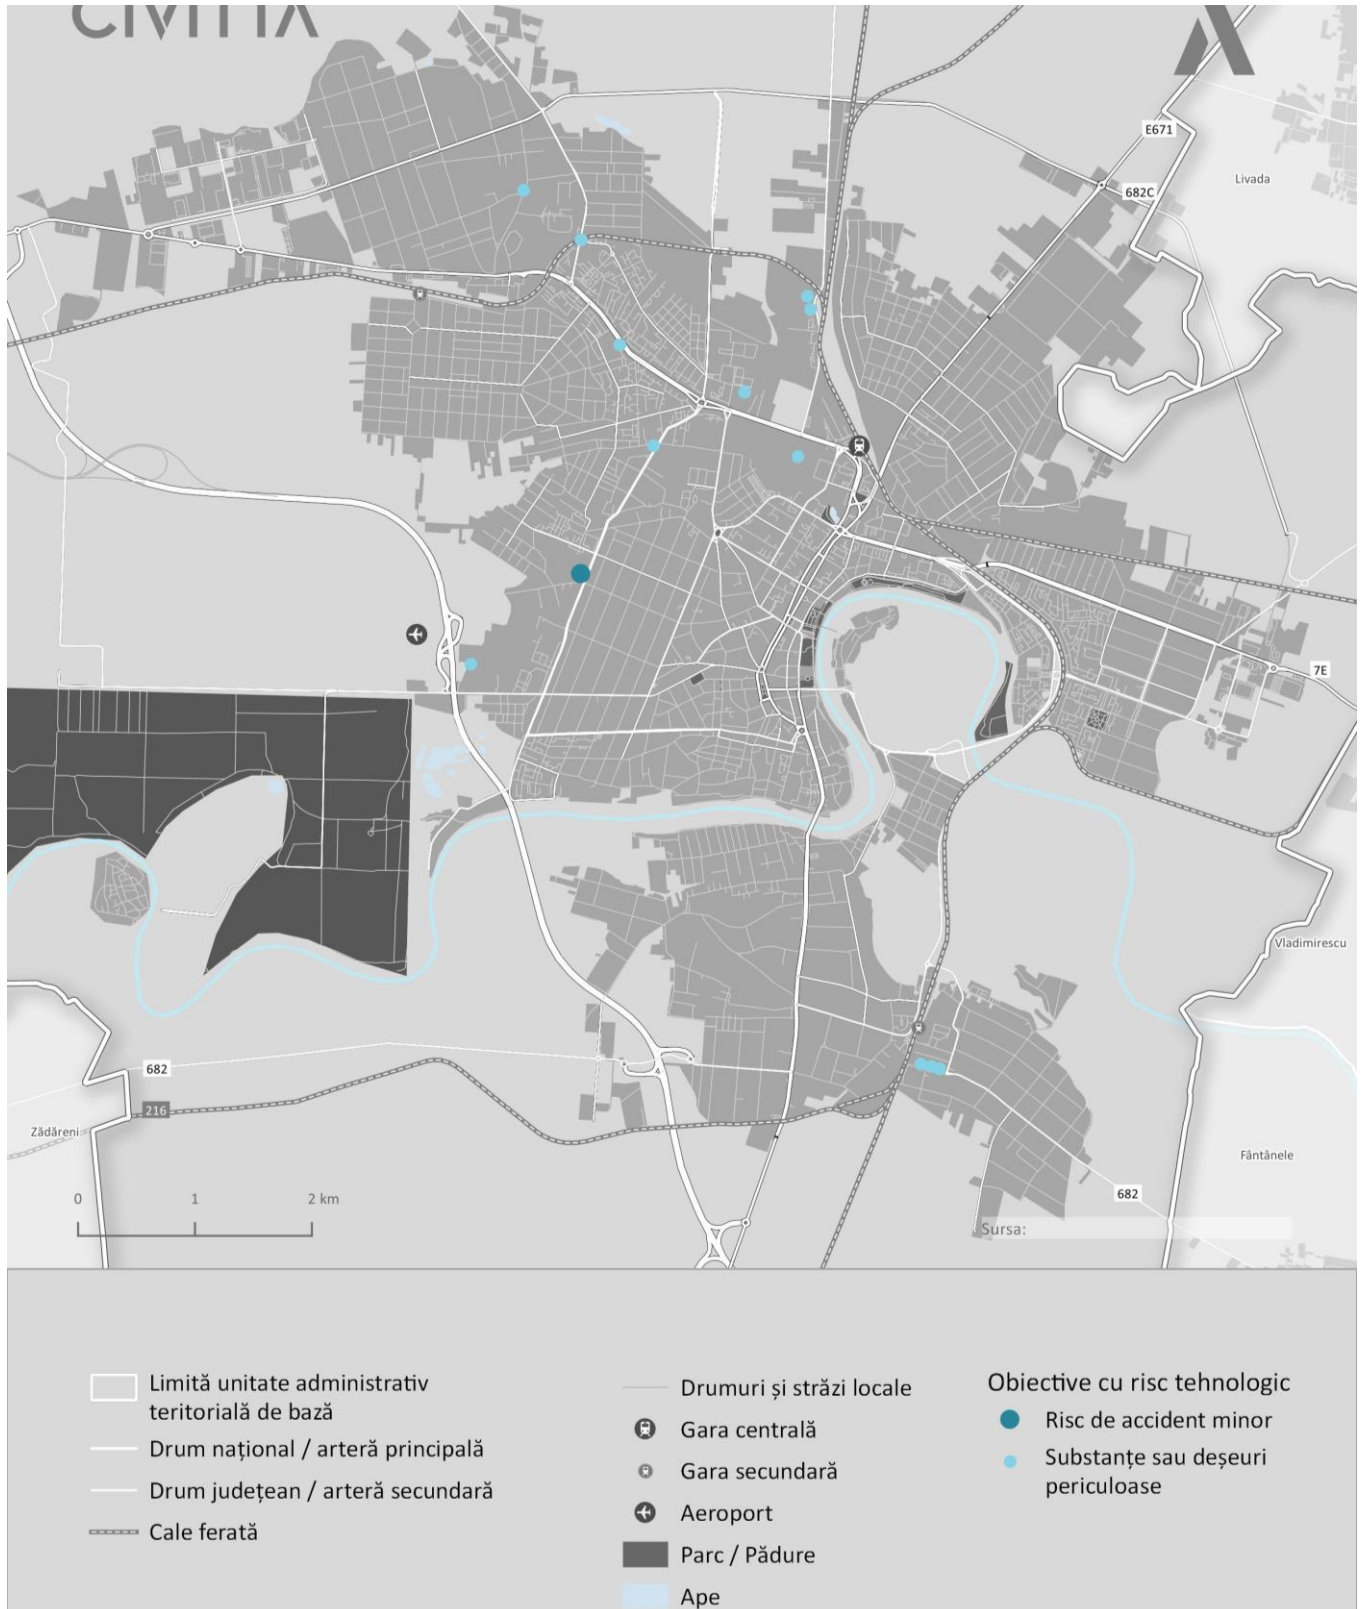 CIVITTA
E671
Livada
682C
7E
Vladimirescu
682
216
Zădăreni
Fântânele
0 1 2 km
682
Sursa:
Limită unitate administrativ
teritorială de bază
Drum național / arteră principală
Drum județean / arteră secundară
Cale ferată
Drumuri și străzi locale
Gara centrală
Gara secundară
Aeroport
Parc / Pădure
Ape
Obiective cu risc tehnologic
Risc de accident minor
Substanțe sau deșeuri
periculoase